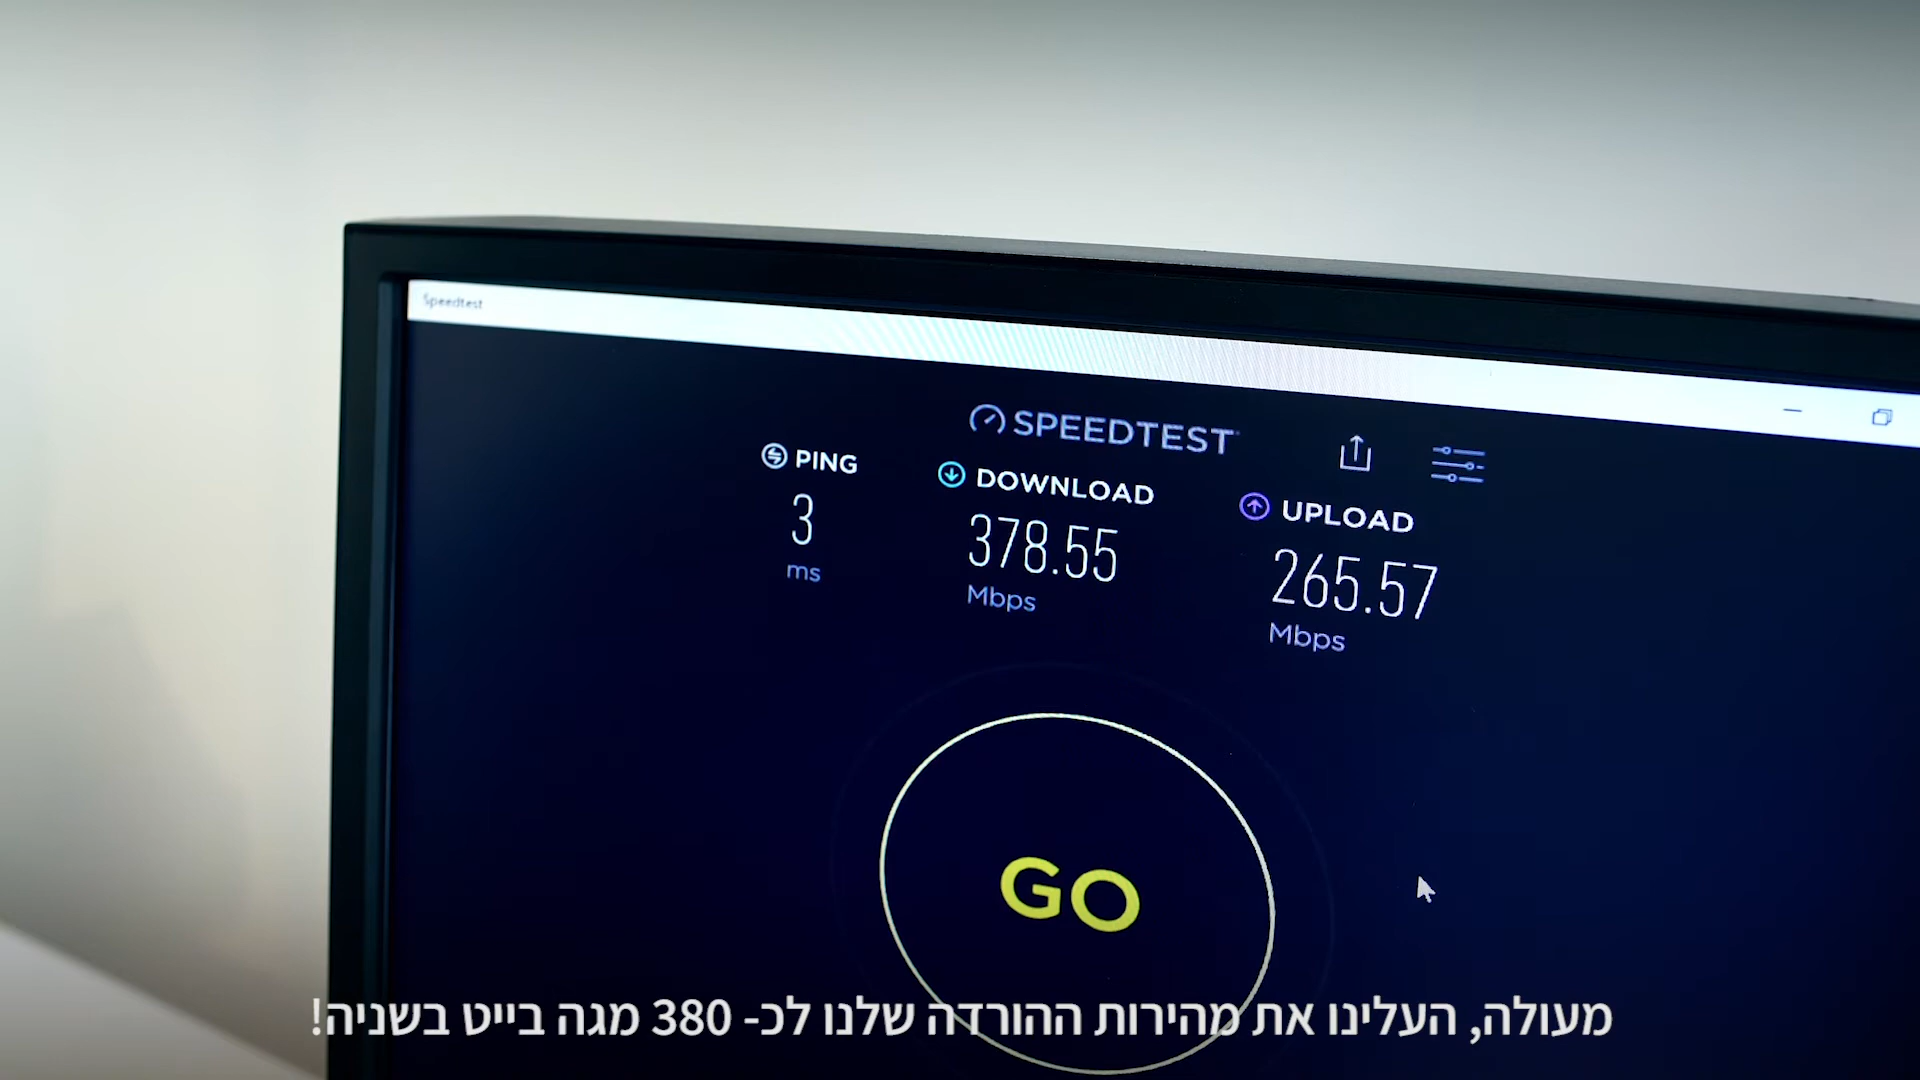 Speedtest
SPEEDTEST
PING
3
ms
DOWNLOAD
378.55
Mbps
UPLOAD
265.57
Mbps
GO
מעולה, העלינו את מהירות ההורדה שלנו לכ- 380 מגה בייט בשניה!